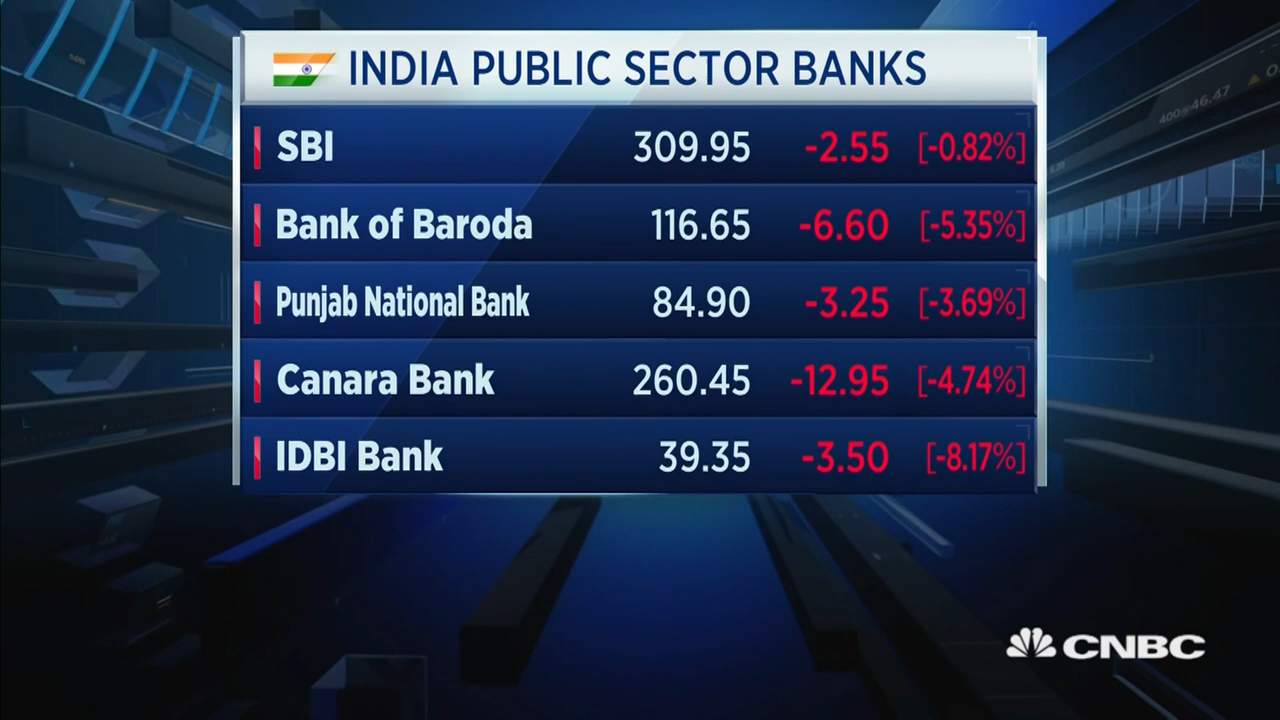 INDIA PUBLIC SECTOR BANKS
SBI 309.95 -2.55 [-0.82%]
Bank of Baroda 116.65 -6.60 [-5.35%]
Punjab National Bank 84.90 -3.25 [-3.69%]
Canara Bank 260.45 -12.95 [-4.74%]
IDBI Bank 39.35 -3.50 [-8.17%]
CNBC